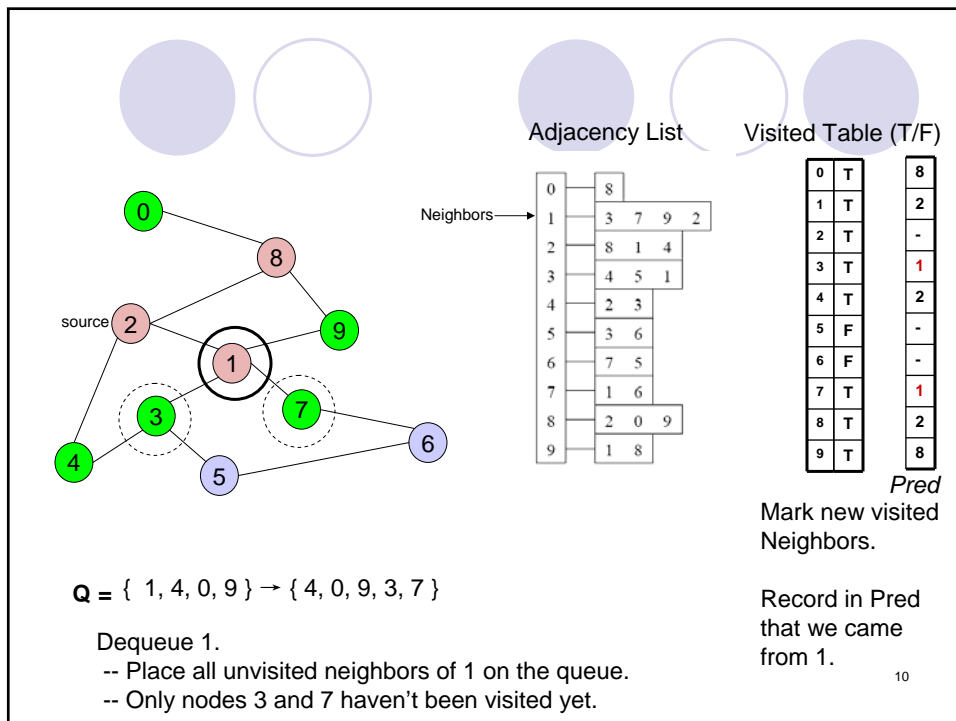 Adjacency List
Visited Table (T/F)
0
8
source
2
9
1
3
7
4
5
6
Neighbors
0 8
1 3 7 9 2
2 8 1 4
3 4 5 1
4 2 3
5 3 6
6 7 5
7 1 6
8 2 0 9
9 1 8
0 T 8
1 T 2
2 T -
3 T 1
4 T 2
5 F -
6 F -
7 T 1
8 T 2
9 T 8
Pred
Mark new visited
Neighbors.
Record in Pred
that we came
from 1.
Q = { 1, 4, 0, 9 } → { 4, 0, 9, 3, 7 }
Dequeue 1.
-- Place all unvisited neighbors of 1 on the queue.
-- Only nodes 3 and 7 haven't been visited yet.
10